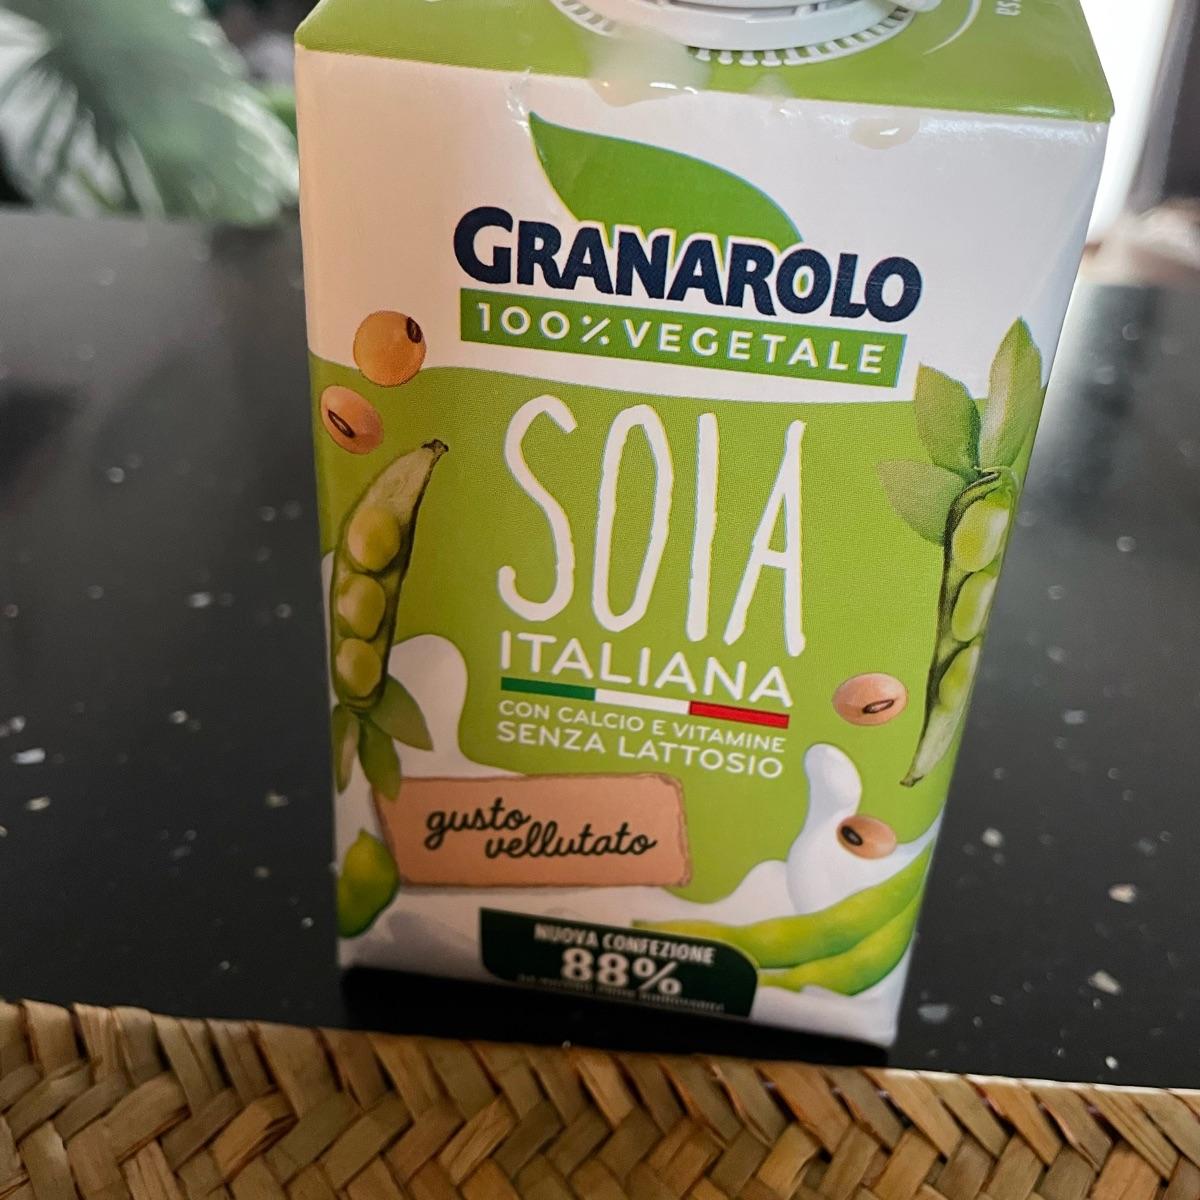 GRANAROLO
100% VEGETALE
SOIA
ITALIANA
CON CALCIO E VITAMINE
SENZA LATTOSIO
gusto
vellutato
NUOVA CONFEZIONE
88%